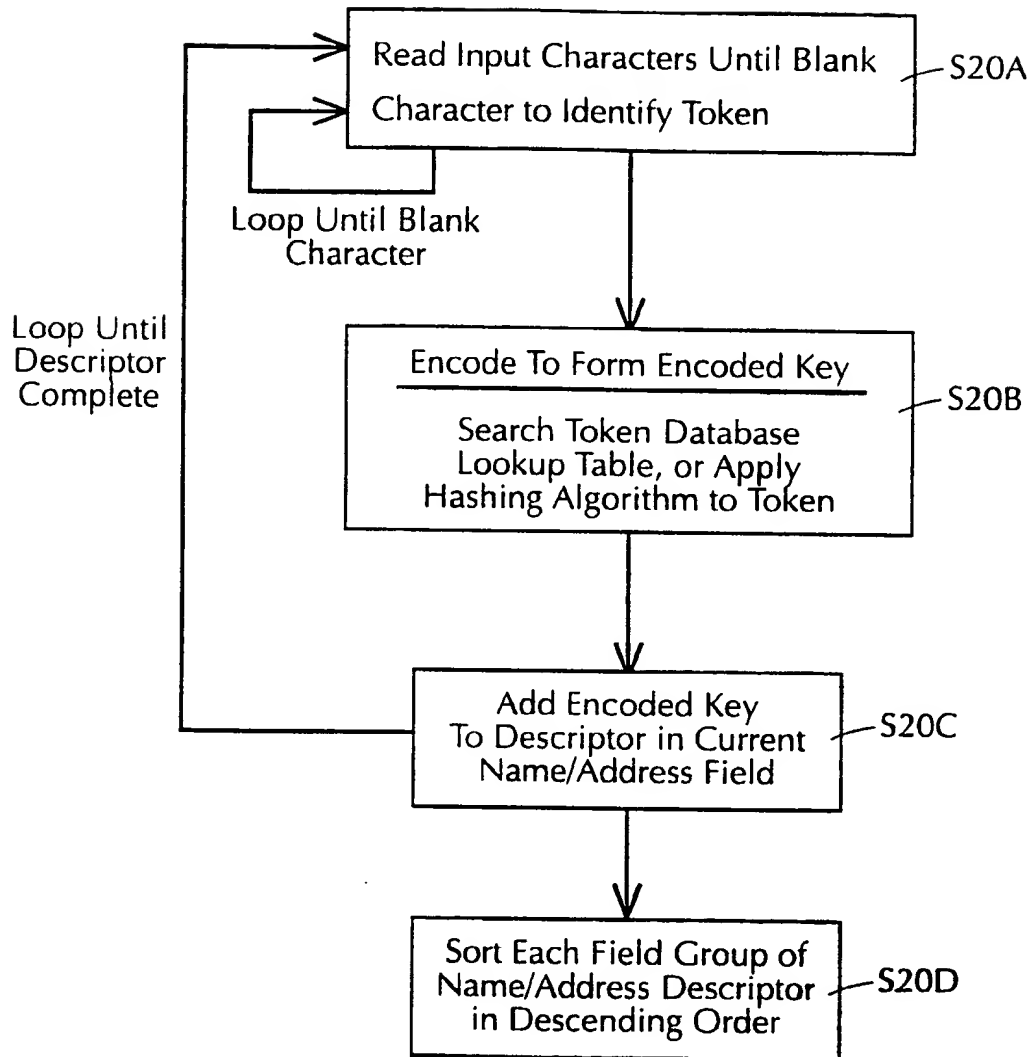 Read Input Characters Until Blank
Character to Identify Token
S20A
Loop Until Blank
Character
Loop Until
Descriptor
Complete
Encode To Form Encoded Key
Search Token Database
Lookup Table, or Apply
Hashing Algorithm to Token
S20B
Add Encoded Key
To Descriptor in Current
Name/Address Field
S20C
Sort Each Field Group of
Name/Address Descriptor
in Descending Order
S20D